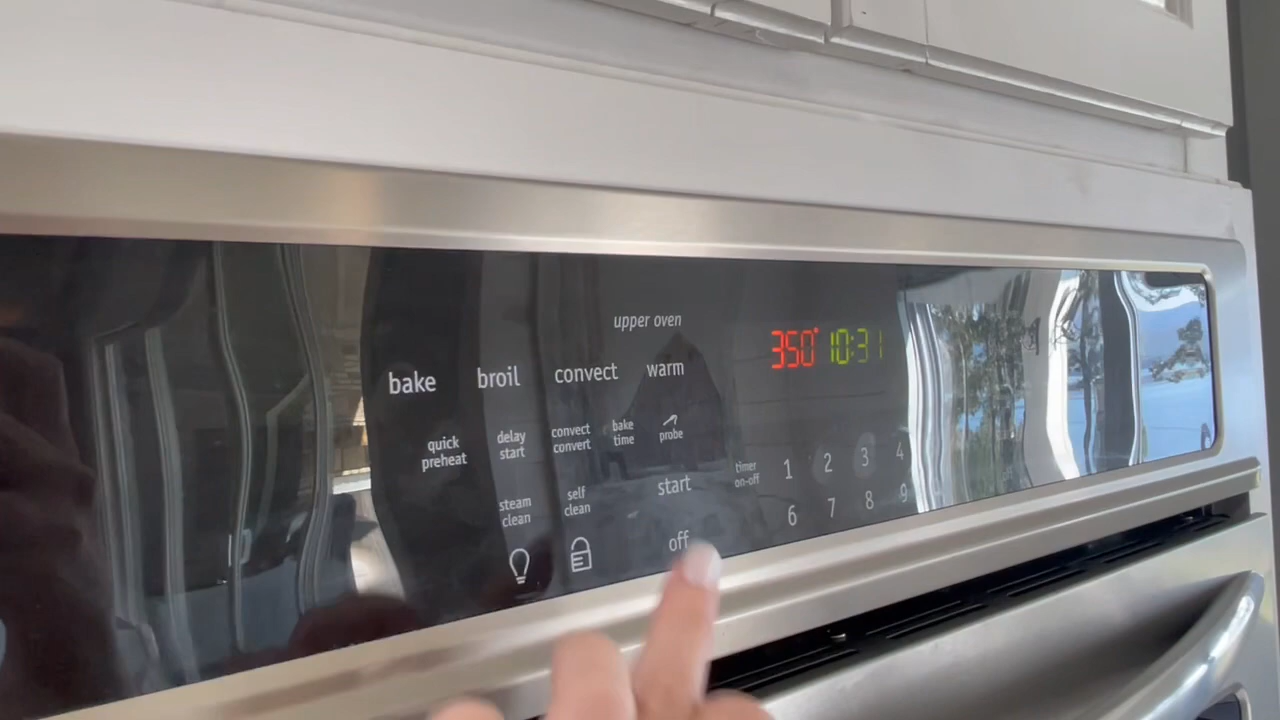 upper oven
350° 10:31
bake broil convect warm
quick
preheat
delay
start
convect
convert
bake
time
probe
timer
on-off
1 2 3 4
6 7 8 9
steam
clean
self
clean
start
off